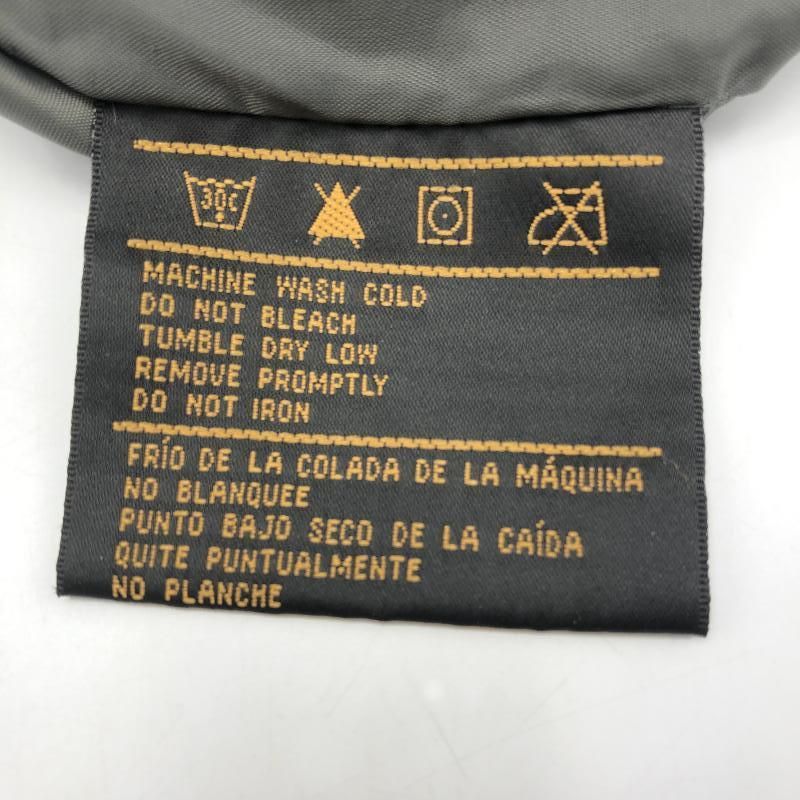 30C
MACHINE WASH COLD
DO NOT BLEACH
TUMBLE DRY LOW
REMOVE PROMPTLY
DO NOT IRON
FRÍO DE LA COLADA DE LA MÁQUINA
NO BLANQUEE
PUNTO BAJO SECO DE LA CAÍDA
QUITE PUNTUALMENTE
NO PLANCHE